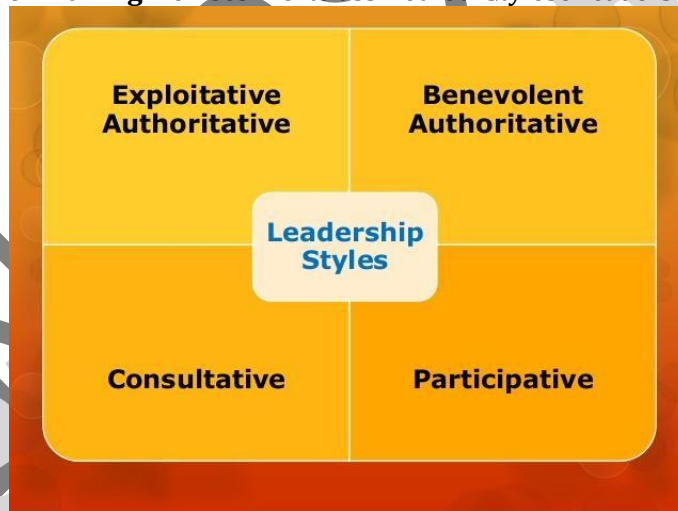 Exploitative
Authoritative
Benevolent
Authoritative
Leadership
Styles
Consultative
Participative